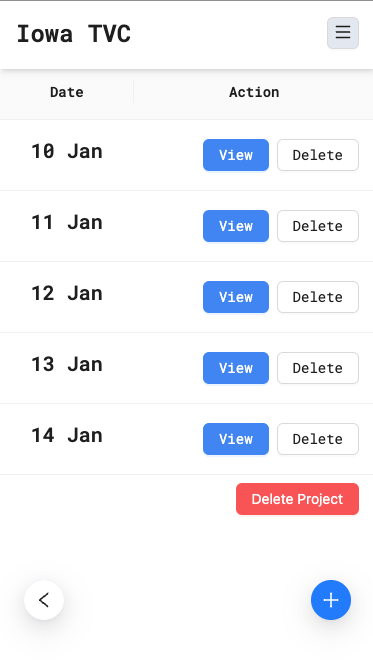 Iowa TVC
Date Action
10 Jan View Delete
11 Jan View Delete
12 Jan View Delete
13 Jan View Delete
14 Jan View Delete
Delete Project